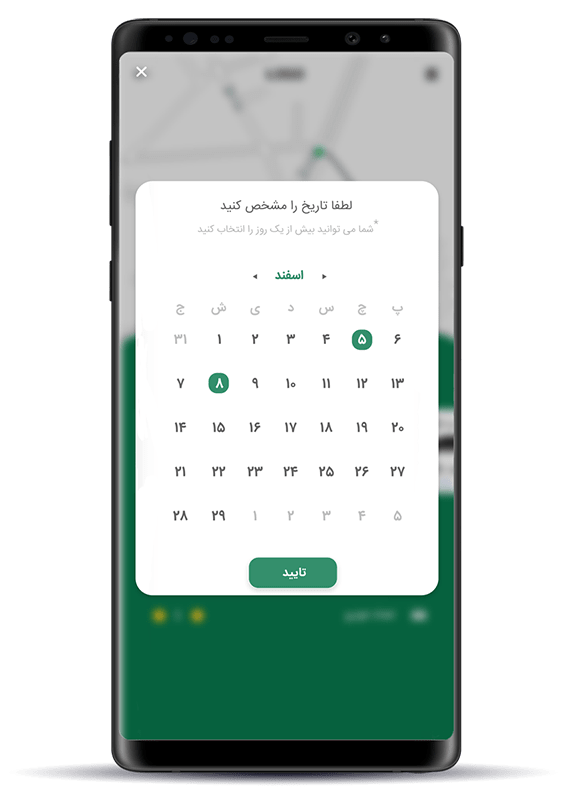 لطفا تاریخ را مشخص کنید
*شما می توانید بیش از یک روز را انتخاب کنید
اسفند
ج ش ی د س چ پ
۳۱ ۱ ۲ ۳ ۴ ۵ ۶
۷ ۸ ۹ ۱۰ ۱۱ ۱۲ ۱۳
۱۴ ۱۵ ۱۶ ۱۷ ۱۸ ۱۹ ۲۰
۲۱ ۲۲ ۲۳ ۲۴ ۲۵ ۲۶ ۲۷
۲۸ ۲۹ ۱ ۲ ۳ ۴ ۵
تایید